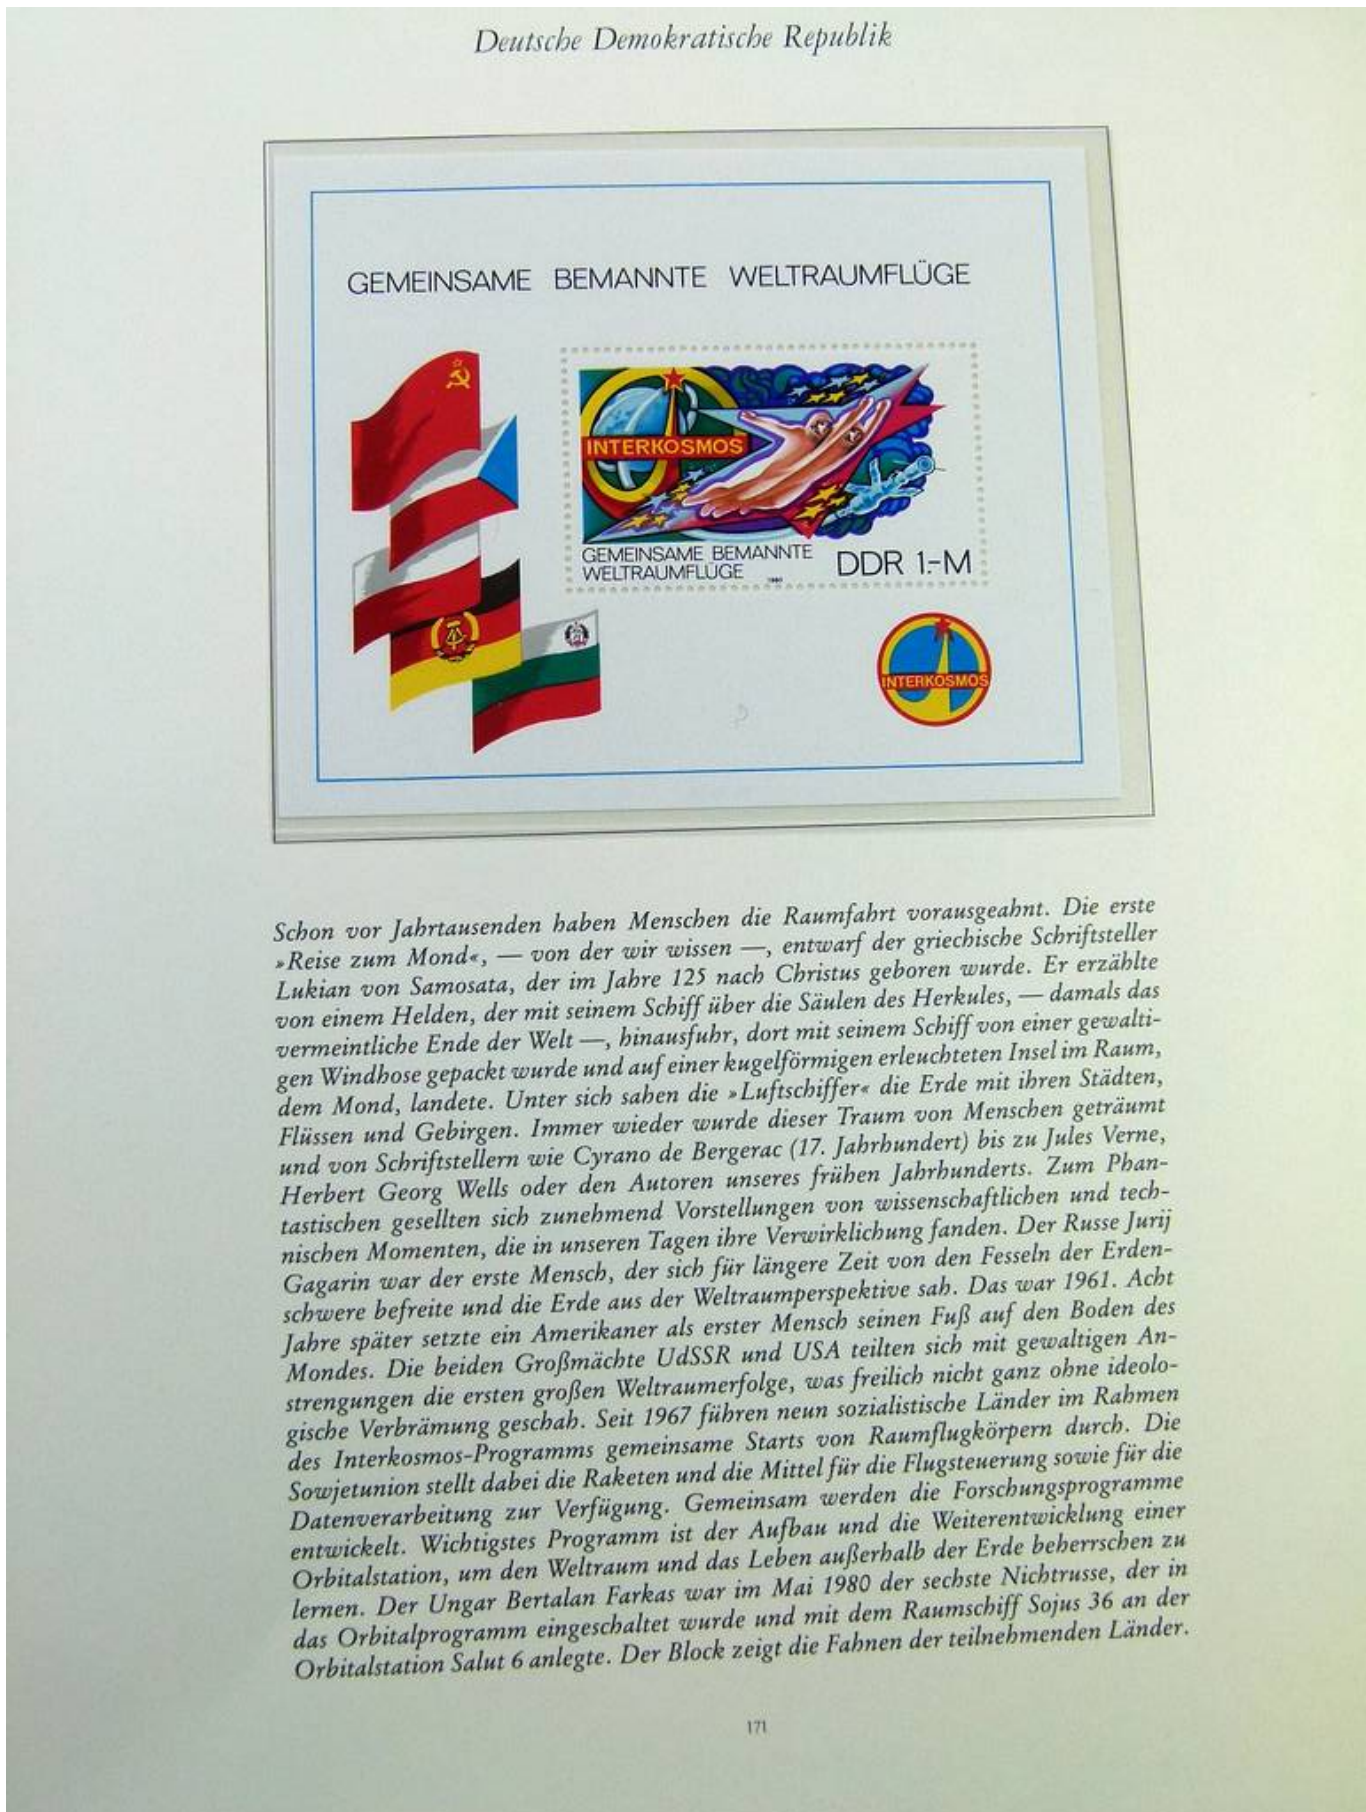 Deutsche Demokratische Republik
GEMEINSAME BEMANNTE WELTRAUMFLÜGE
INTERKOSMOS
GEMEINSAME BEMANNTE
WELTRAUMFLÜGE
1980
DDR 1.-M
INTERKOSMOS
Schon vor Jahrtausenden haben Menschen die Raumfahrt vorausgeahnt. Die erste
»Reise zum Mond«, — von der wir wissen —, entwarf der griechische Schriftsteller
Lukian von Samosata, der im Jahre 125 nach Christus geboren wurde. Er erzählte
von einem Helden, der mit seinem Schiff über die Säulen des Herkules, — damals das
vermeintliche Ende der Welt —, hinausfuhr, dort mit seinem Schiff von einer gewalti-
gen Windhose gepackt wurde und auf einer kugelförmigen erleuchteten Insel im Raum,
dem Mond, landete. Unter sich sahen die »Luftschiffer« die Erde mit ihren Städten,
Flüssen und Gebirgen. Immer wieder wurde dieser Traum von Menschen geträumt
und von Schriftstellern wie Cyrano de Bergerac (17. Jahrhundert) bis zu Jules Verne,
Herbert Georg Wells oder den Autoren unseres frühen Jahrhunderts. Zum Phan-
tastischen gesellten sich zunehmend Vorstellungen von wissenschaftlichen und tech-
nischen Momenten, die in unseren Tagen ihre Verwirklichung fanden. Der Russe Jurij
Gagarin war der erste Mensch, der sich für längere Zeit von den Fesseln der Erden-
schwere befreite und die Erde aus der Weltraumperspektive sah. Das war 1961. Acht
Jahre später setzte ein Amerikaner als erster Mensch seinen Fuß auf den Boden des
Mondes. Die beiden Großmächte UdSSR und USA teilten sich mit gewaltigen An-
strengungen die ersten großen Weltraumerfolge, was freilich nicht ganz ohne ideolo-
gische Verbrämung geschah. Seit 1967 führen neun sozialistische Länder im Rahmen
des Interkosmos-Programms gemeinsame Starts von Raumflugkörpern durch. Die
Sowjetunion stellt dabei die Raketen und die Mittel für die Flugsteuerung sowie für die
Datenverarbeitung zur Verfügung. Gemeinsam werden die Forschungsprogramme
entwickelt. Wichtigstes Programm ist der Aufbau und die Weiterentwicklung einer
Orbitalstation, um den Weltraum und das Leben außerhalb der Erde beherrschen zu
lernen. Der Ungar Bertalan Farkas war im Mai 1980 der sechste Nichtrusse, der in
das Orbitalprogramm eingeschaltet wurde und mit dem Raumschiff Sojus 36 an der
Orbitalstation Salut 6 anlegte. Der Block zeigt die Fahnen der teilnehmenden Länder.
171